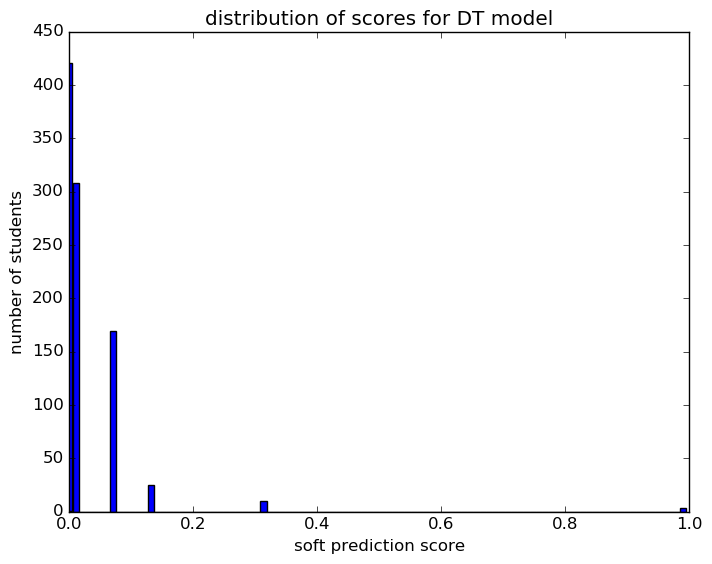 distribution of scores for DT model
450
400
350
300
250
200
150
100
50
0
number of students
0.0 0.2 0.4 0.6 0.8 1.0
soft prediction score